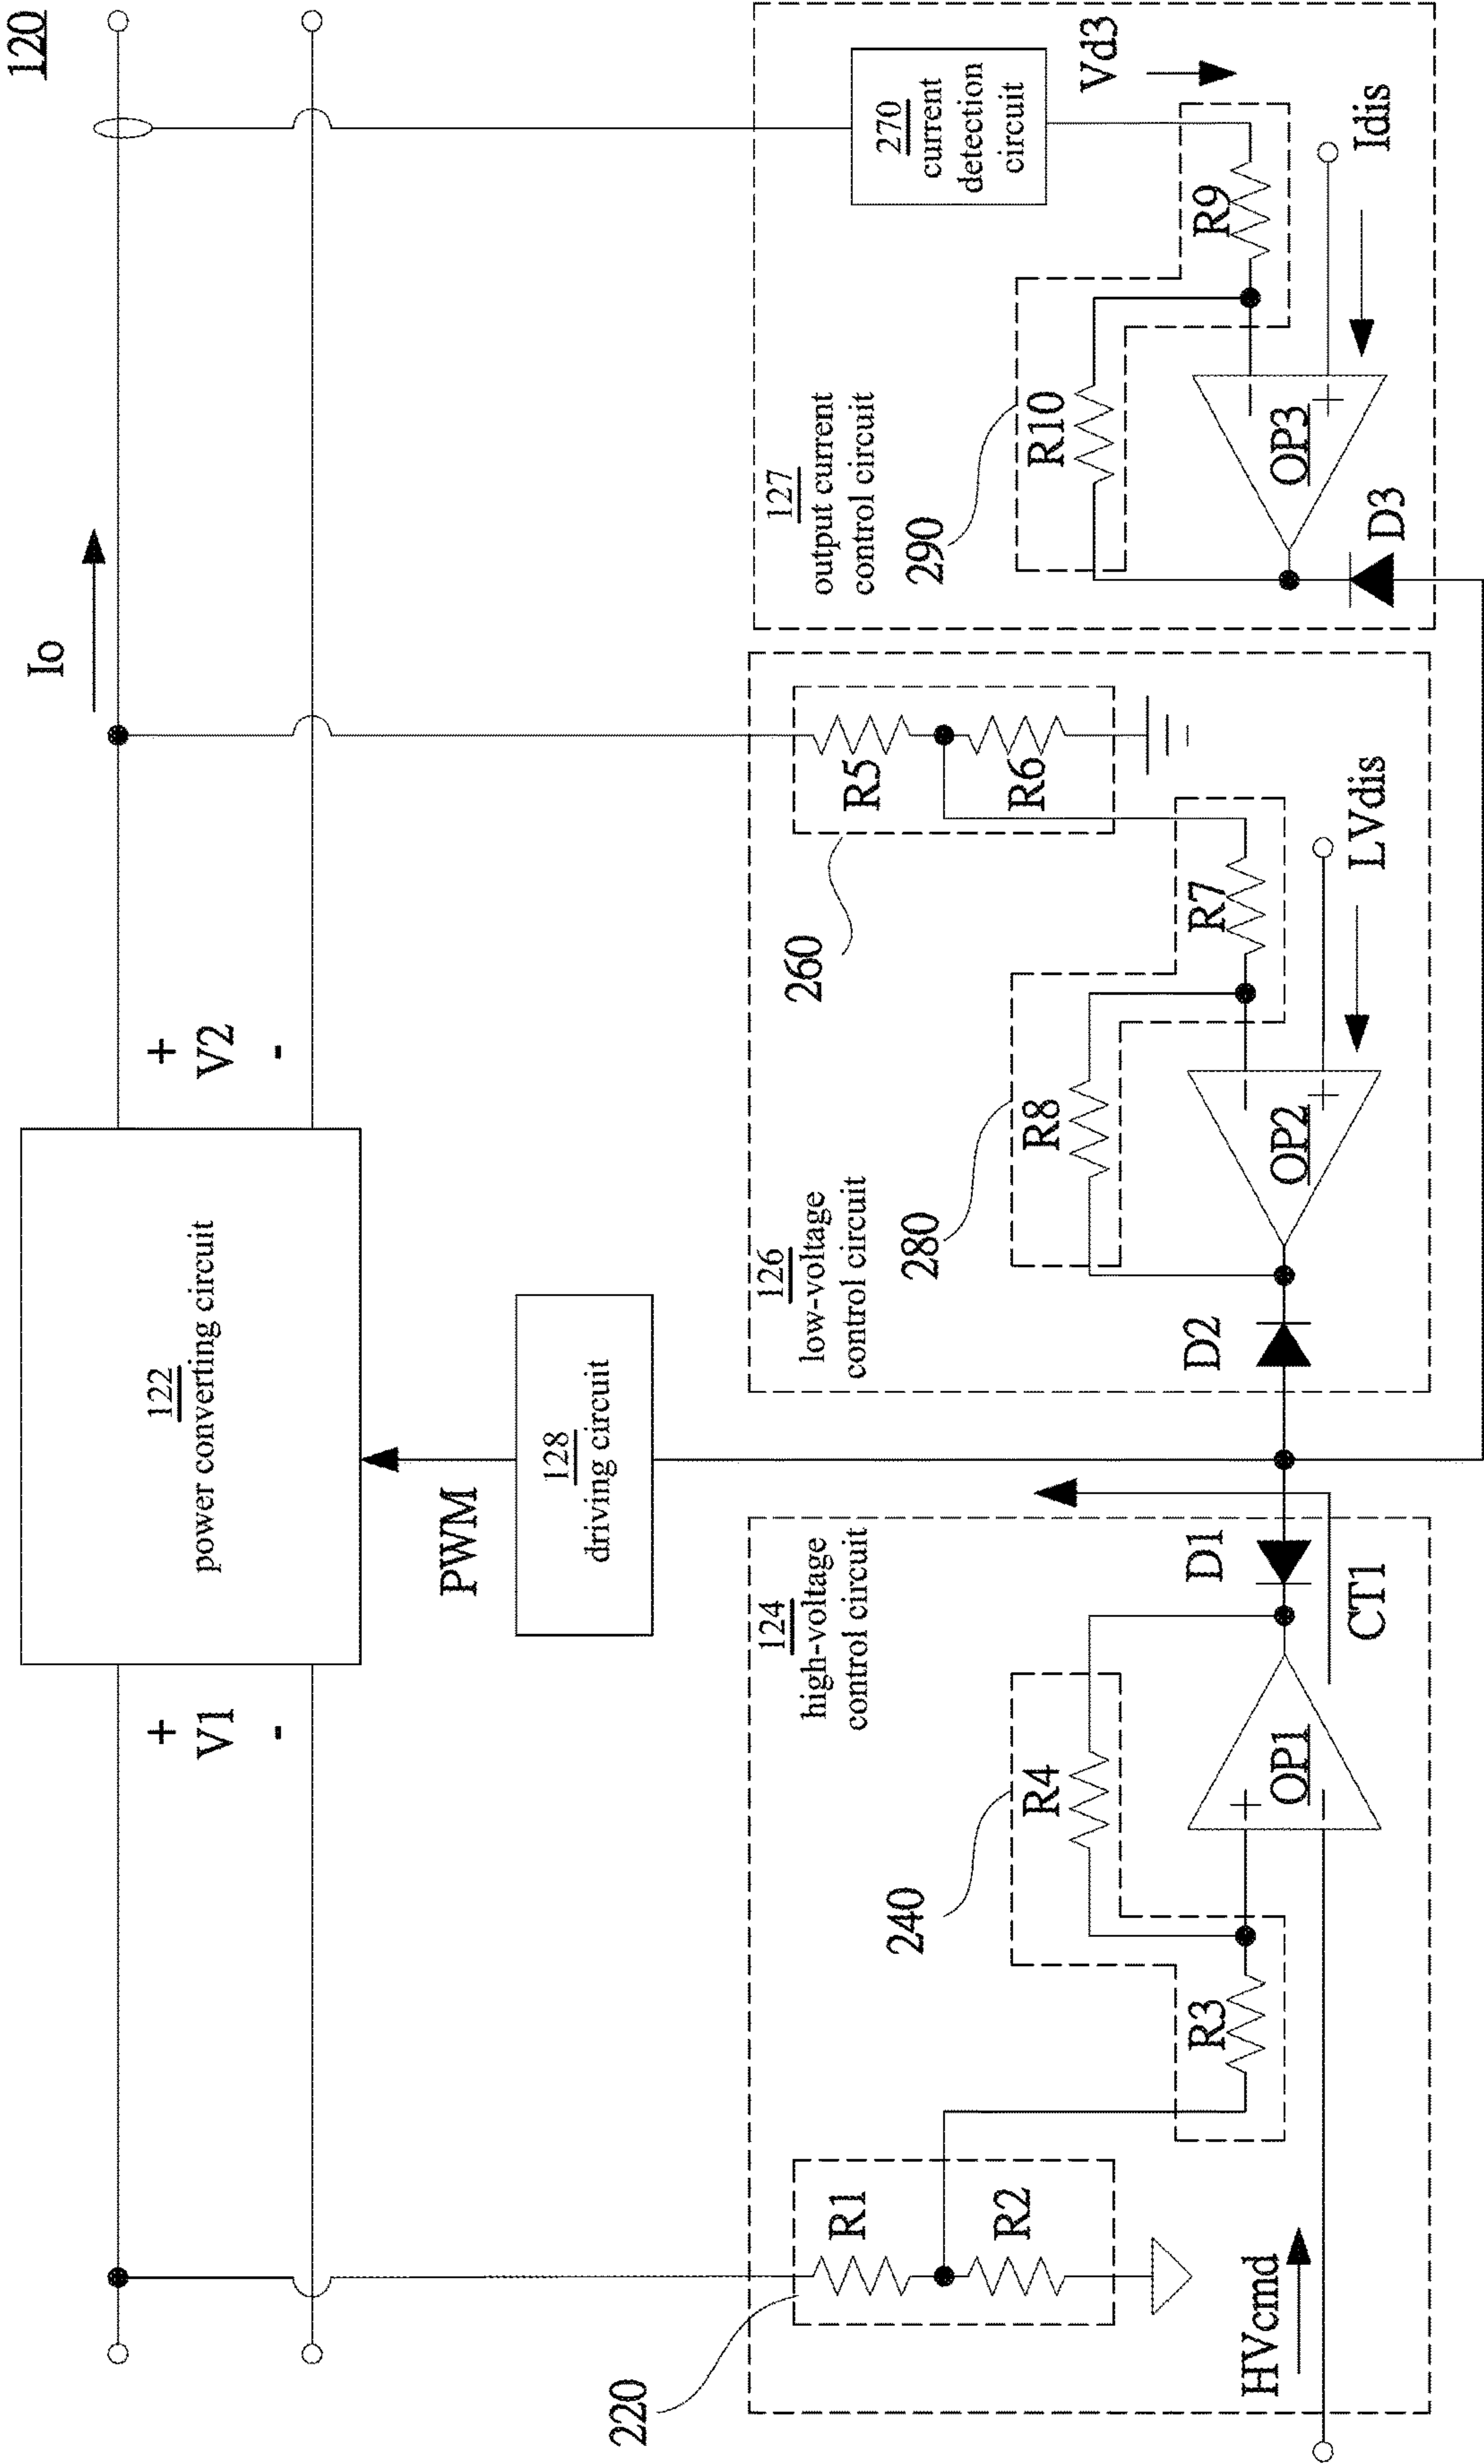 120
Io
+
V1
-
122
power converting circuit
+
V2
-
PWM
128
driving circuit
220
R1
R2
124
high-voltage
control circuit
240
R4
R3
+
-
OP1
HVcmd
D1
CT1
126
low-voltage
control circuit
260
R5
R6
280
R8
R7
-
+
OP2
LVdis
D2
127
output current
control circuit
270
current
detection
circuit
Vd3
290
R10
R9
-
+
OP3
Idis
D3